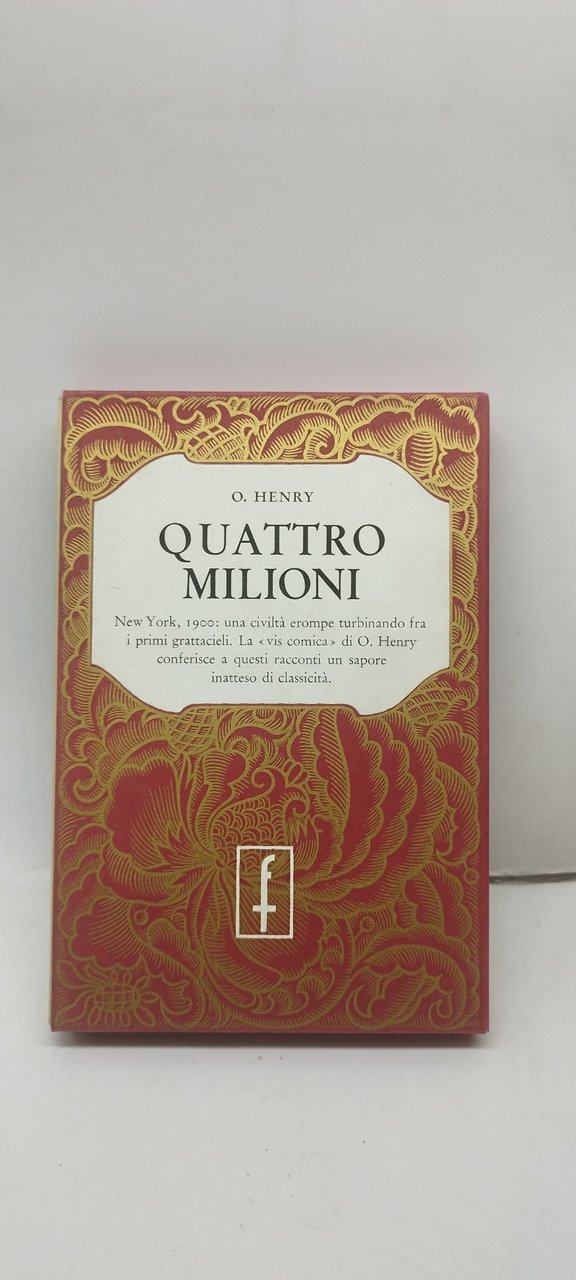 O. HENRY
QUATTRO
MILIONI
New York, 1900: una civiltà erompe turbinando fra
i primi grattacieli. La «vis comica» di O. Henry
conferisce a questi racconti un sapore
inatteso di classicità.
f